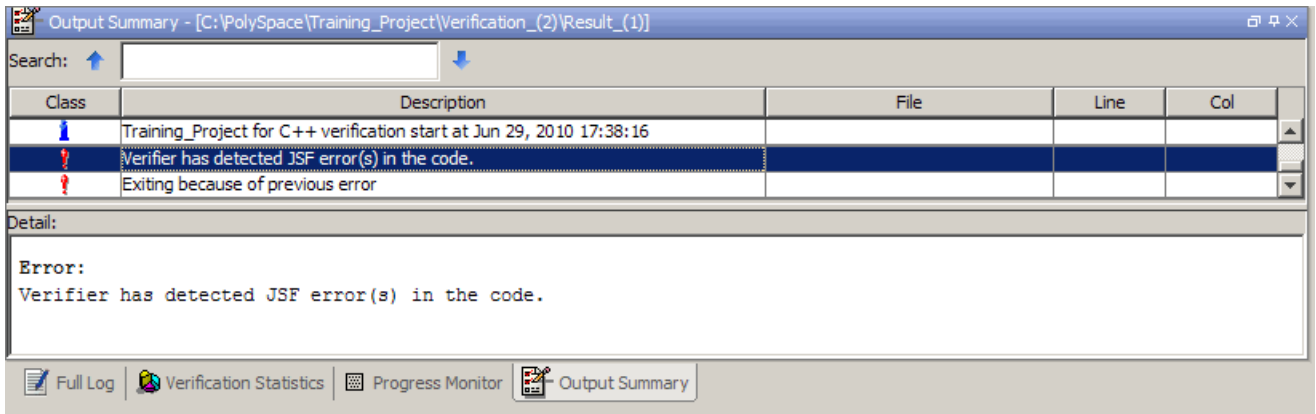 Output Summary - [C:\PolySpace\Training_Project\Verification_(2)\Result_(1)]
Search:
Class Description File Line Col
Training_Project for C++ verification start at Jun 29, 2010 17:38:16
Verifier has detected JSF error(s) in the code.
Exiting because of previous error
Detail:
Error:
Verifier has detected JSF error(s) in the code.
Full Log Verification Statistics Progress Monitor Output Summary